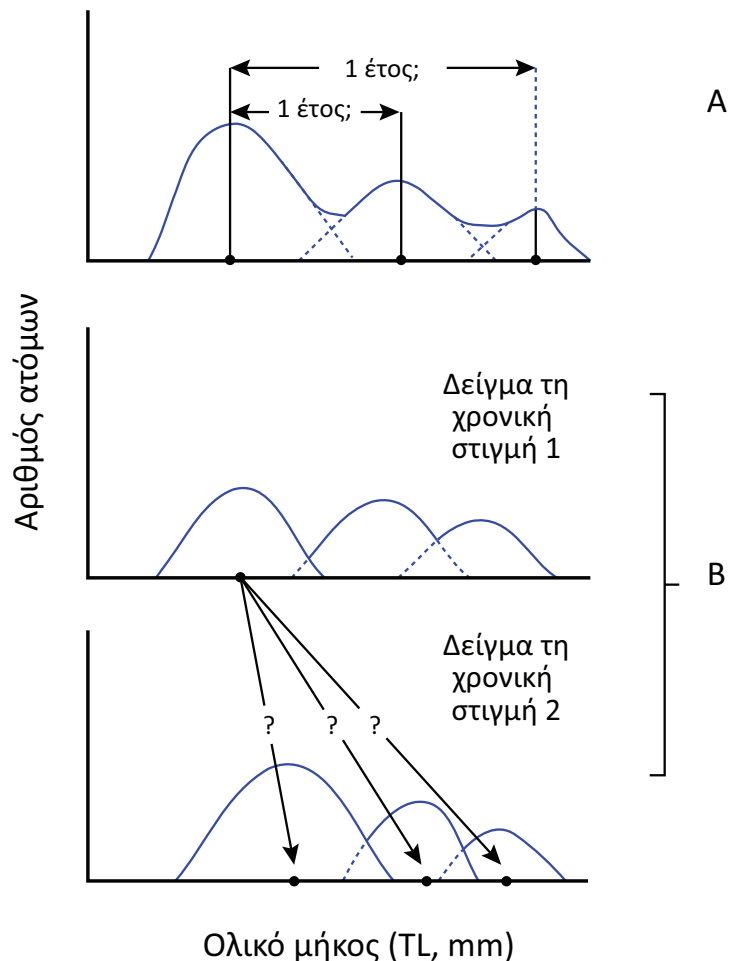 1 έτος;
1 έτος;
A
Αριθμός ατόμων
Δείγμα τη
χρονική
στιγμή 1
B
Δείγμα τη
χρονική
στιγμή 2
? ? ?
Ολικό μήκος (TL, mm)